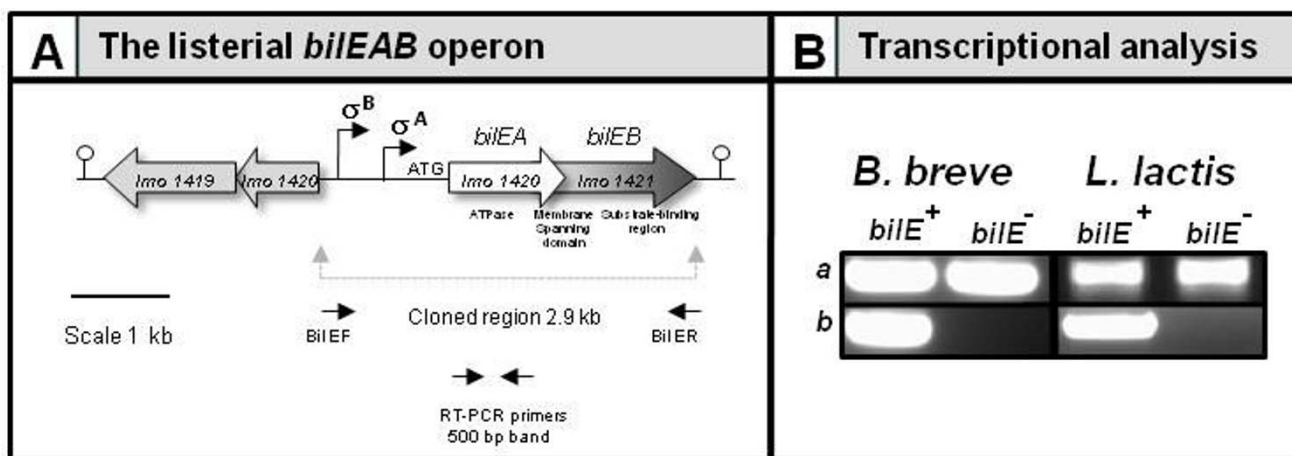 A The listerial bilEAB operon
σB
σA
ATG
bilEA
bilEB
lmo 1419
lmo 1420
lmo 1420
lmo 1421
ATPase
Membrane
Spanning
domain
Substrate-binding
region
Scale 1 kb
BilEF
Cloned region 2.9 kb
BilER
RT-PCR primers
500 bp band
B Transcriptional analysis
B. breve L. lactis
bilE+ bilE- bilE+ bilE-
a
b